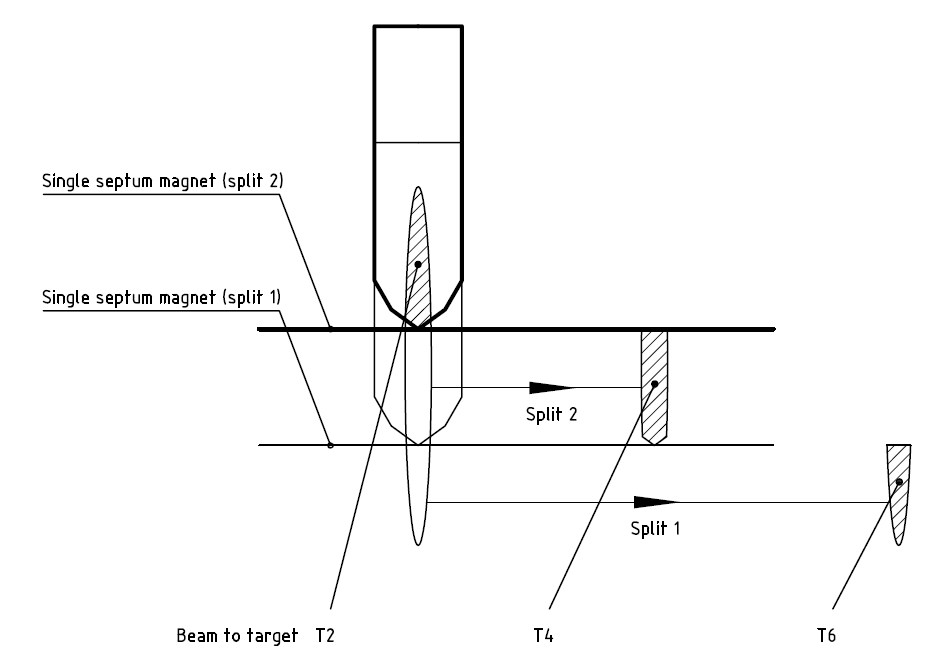 Single septum magnet (split 2)
Single septum magnet (split 1)
Split 2
Split 1
Beam to target T2
T4
T6